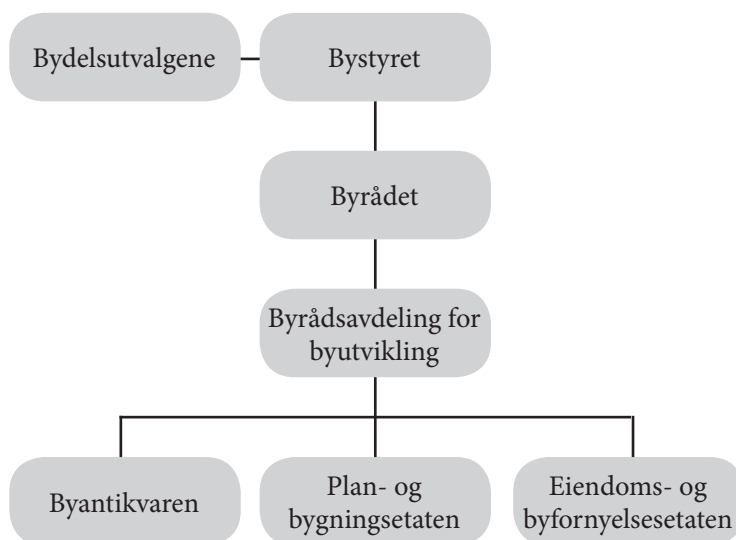 Bydelsutvalgene
Bystyret
Byrådet
Byrådsavdeling for
byutvikling
Byantikvaren
Plan- og
bygningsetaten
Eiendoms- og
byfornyelsesetaten